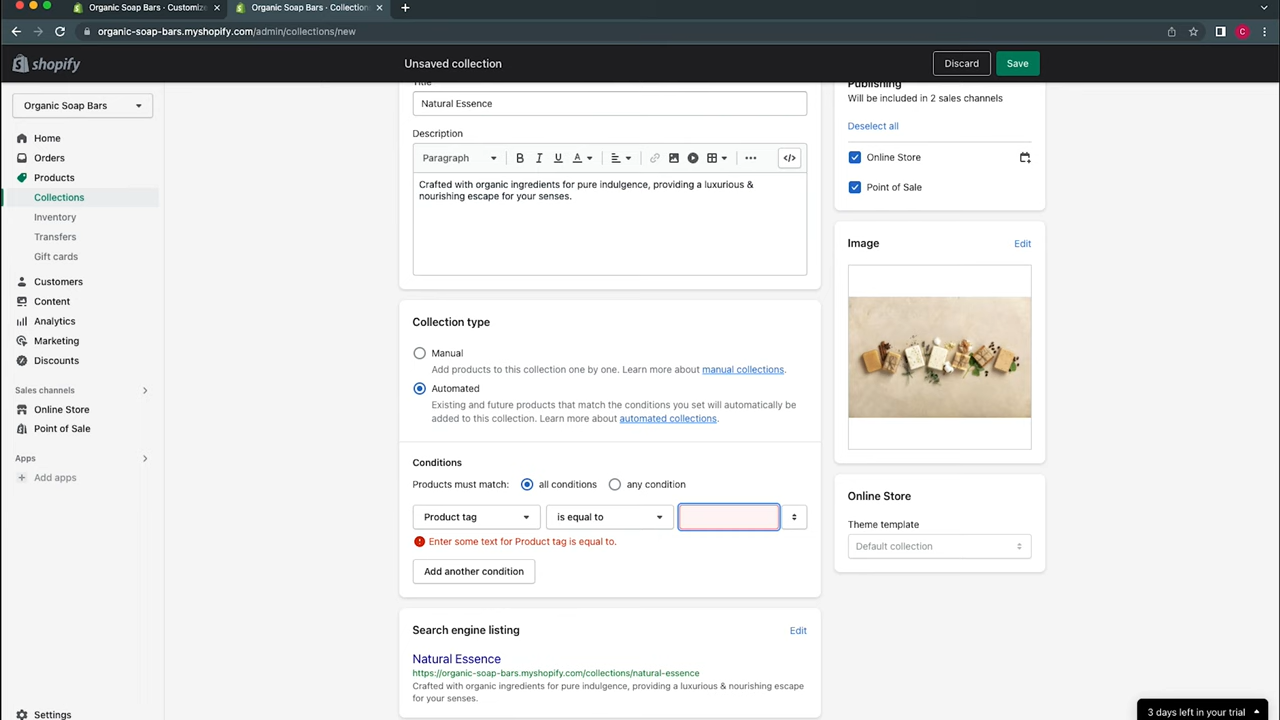 Organic Soap Bars · Customize
Organic Soap Bars · Collection
organic-soap-bars.myshopify.com/admin/collections/new
C
shopify
Unsaved collection
Discard
Save
Organic Soap Bars
Home
Orders
Products
Collections
Inventory
Transfers
Gift cards
Customers
Content
Analytics
Marketing
Discounts
Sales channels
Online Store
Point of Sale
Apps
Add apps
Settings
Title
Natural Essence
Description
Paragraph
B I U A
Crafted with organic ingredients for pure indulgence, providing a luxurious &
nourishing escape for your senses.
Collection type
Manual
Add products to this collection one by one. Learn more about manual collections.
Automated
Existing and future products that match the conditions you set will automatically be
added to this collection. Learn more about automated collections.
Conditions
Products must match: all conditions any condition
Product tag is equal to
Enter some text for Product tag is equal to.
Add another condition
Search engine listing
Edit
Natural Essence
https://organic-soap-bars.myshopify.com/collections/natural-essence
Crafted with organic ingredients for pure indulgence, providing a luxurious & nourishing escape
for your senses.
Publishing
Will be included in 2 sales channels
Deselect all
Online Store
Point of Sale
Image
Edit
Online Store
Theme template
Default collection
3 days left in your trial